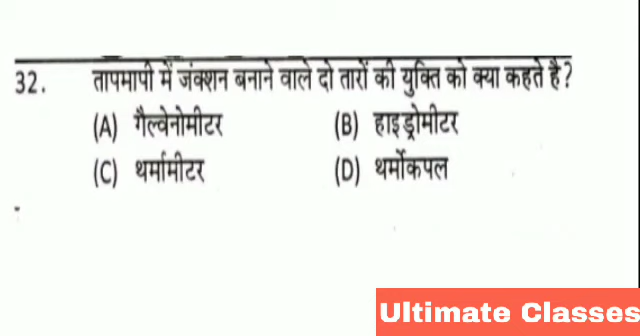 32. तापमापी में जंक्शन बनाने वाले दो तारों की युक्ति को क्या कहते है?
(A) गैल्वेनोमीटर (B) हाइड्रोमीटर
(C) थर्मामीटर (D) थर्मोकपल
Ultimate Classes